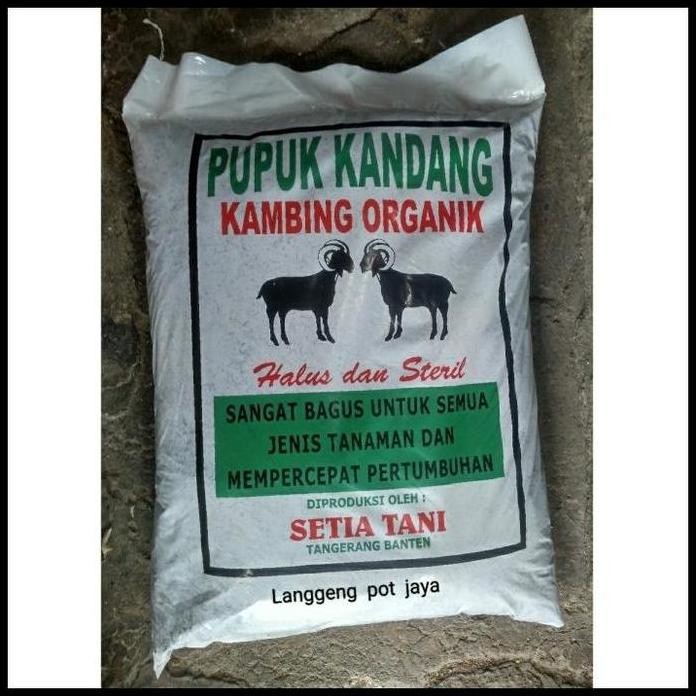 PUPUK KANDANG
KAMBING ORGANIK
Halus dan Steril
SANGAT BAGUS UNTUK SEMUA
JENIS TANAMAN DAN
MEMPERCEPAT PERTUMBUHAN
DIPRODUKSI OLEH :
SETIA TANI
TANGERANG BANTEN
Langgeng pot jaya